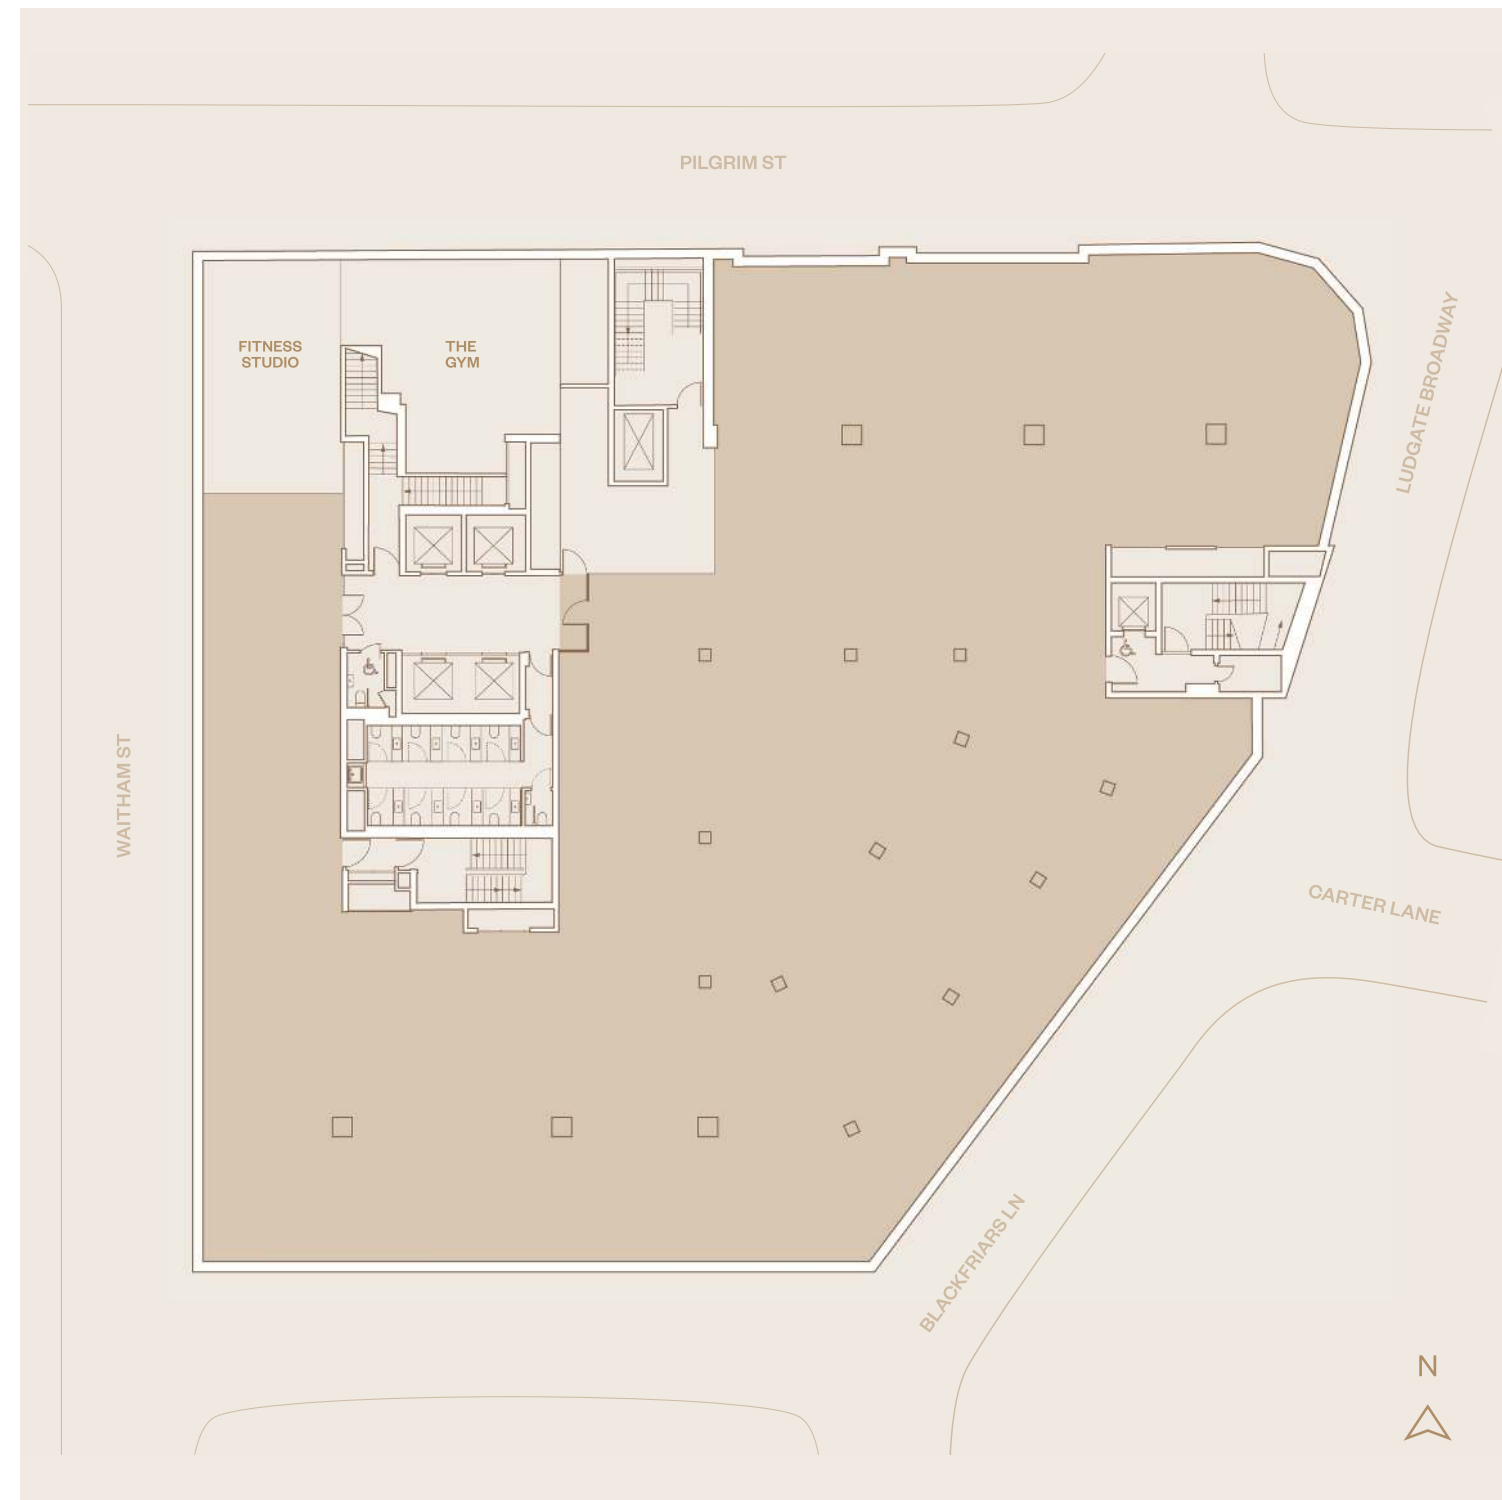 PILGRIM ST
LUDGATE BROADWAY
FITNESS
STUDIO
THE
GYM
WAITHAM ST
CARTER LANE
BLACKFRIARS LN
N